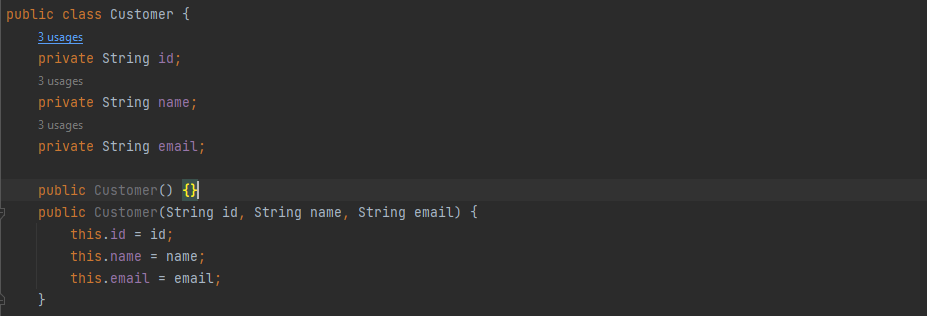 public class Customer {
3 usages
private String id;
3 usages
private String name;
3 usages
private String email;
public Customer() {}
public Customer(String id, String name, String email) {
this.id = id;
this.name = name;
this.email = email;
}